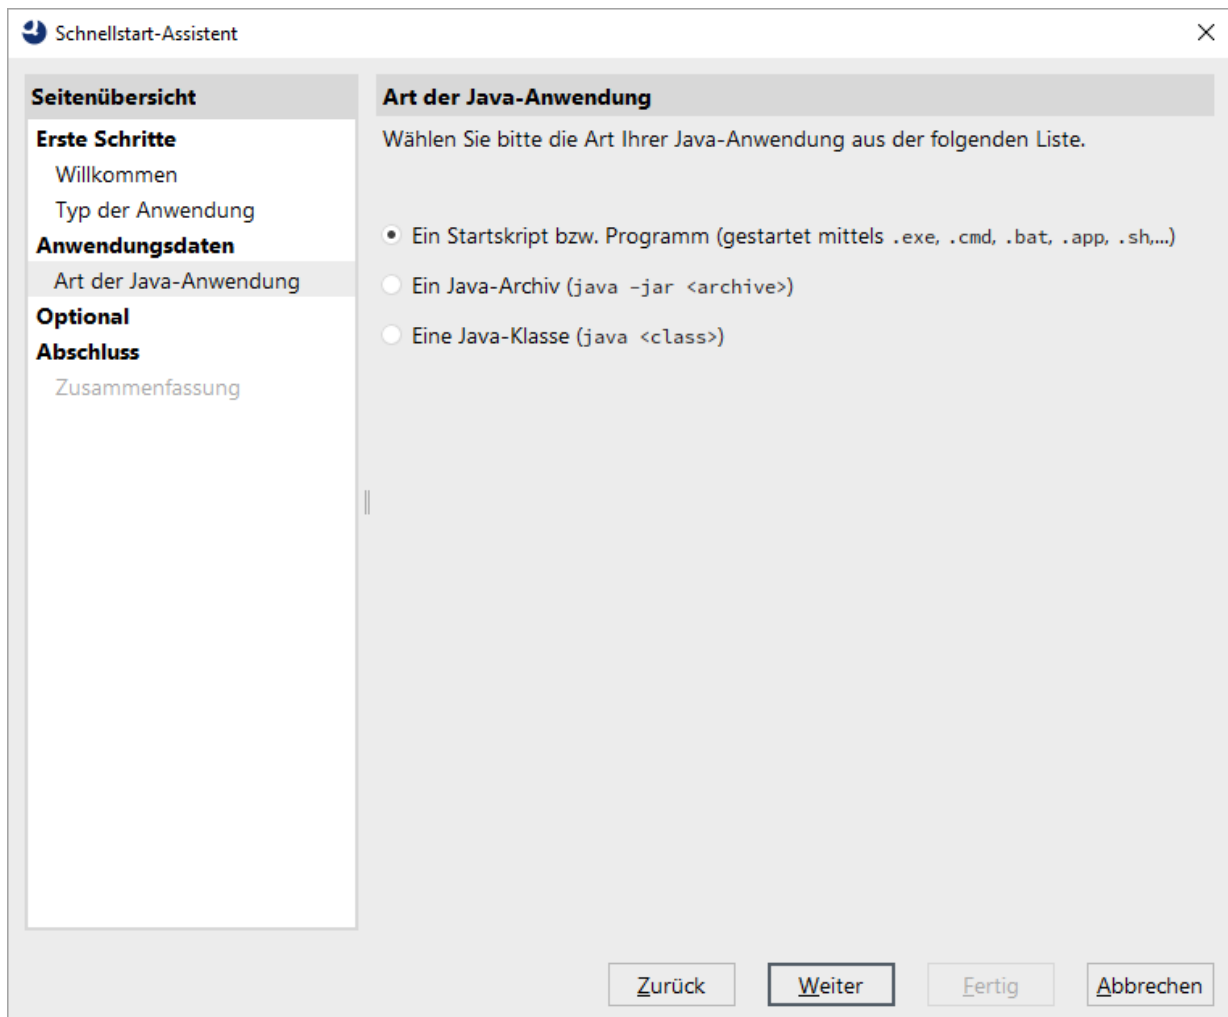 Schnellstart-Assistent
Seitenübersicht
Erste Schritte
Willkommen
Typ der Anwendung
Anwendungsdaten
Art der Java-Anwendung
Optional
Abschluss
Zusammenfassung
Art der Java-Anwendung
Wählen Sie bitte die Art Ihrer Java-Anwendung aus der folgenden Liste.
Ein Startskript bzw. Programm (gestartet mittels .exe, .cmd, .bat, .app, .sh,...)
Ein Java-Archiv (java -jar <archive>)
Eine Java-Klasse (java <class>)
Zurück
Weiter
Fertig
Abbrechen